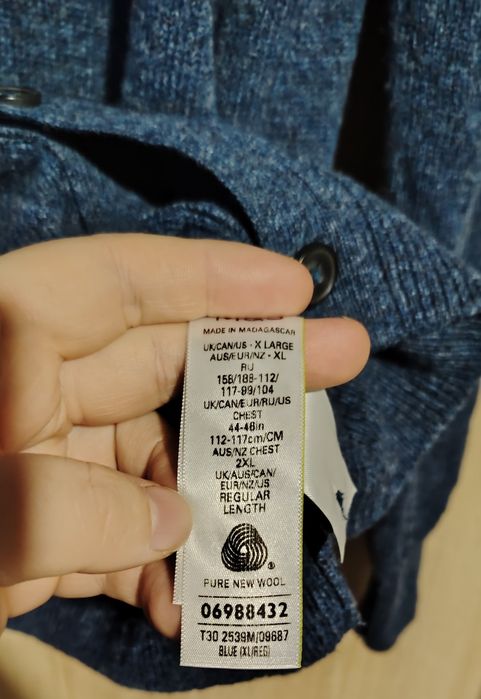 MADE IN MADAGASCAR
UK/CAN/US - X LARGE
AUS/EUR/NZ - XL
RU
158/188-112/
117-99/104
UK/CAN/EUR/RU/US
CHEST
44-46in
112-117cm/CM
AUS/NZ CHEST
2XL
UK/AUS/CAN/
EUR/NZ/US
REGULAR
LENGTH
®
PURE NEW WOOL
06988432
T30 2539M/09687
BLUE (XL/REG)